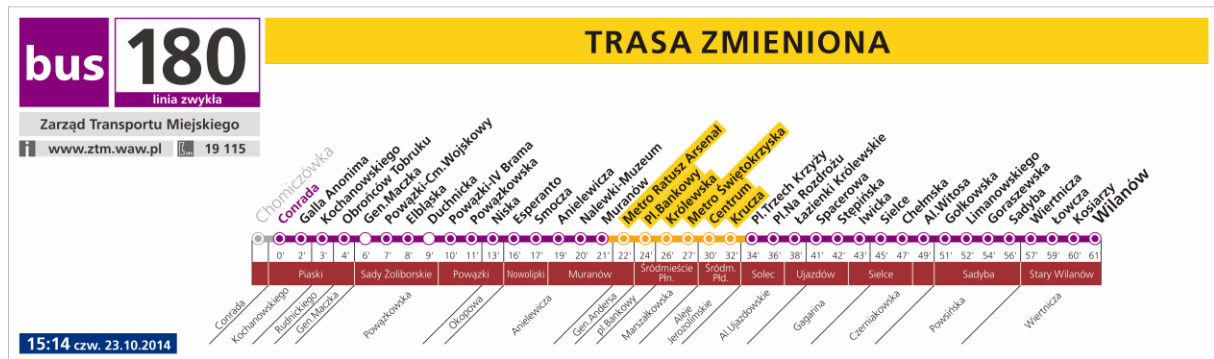 bus
180
linia zwykła
TRASA ZMIENIONA
Zarząd Transportu Miejskiego
i www.ztm.waw.pl 19 115
Chomiczówka
Conrada
Galla Anonima
Kochanowskiego
Obrońców Tobruku
Gen.Maczka
Powązki-Cm.Wojskowy
Elbląska
Duchnicka
Powązki-IV Brama
Powązkowska
Niska
Esperanto
Smocza
Anielewicza
Nalewki-Muzeum
Muranów
Metro Ratusz Arsenał
Pl.Bankowy
Królewska
Metro Świętokrzyska
Centrum
Krucza
Pl.Trzech Krzyży
Pl.Na Rozdrożu
Łazienki Królewskie
Spacerowa
Stępińska
Iwicka
Sielce
Chełmska
Al.Witosa
Gołkowska
Limanowskiego
Goraszewska
Sadyba
Wiertnicza
Łowcza
Kosiarzy
Wilanów
0' 2' 3' 4' 6' 7' 8' 9' 10' 11' 13' 16' 17' 19' 20' 21' 22' 24' 26' 27' 30' 32' 34' 36' 38' 41' 42' 44' 45' 47' 49' 51' 52' 54' 56' 57' 59' 60' 61'
Piaski Sady Żoliborskie Powązki Nowolipki Muranów Śródmieście Płn. Śródm. Płd. Solec Ujazdów Sielce Sadyba Stary Wilanów
Conrada
Kochanowskiego
Rudnickiego
Gen.Maczka
Powązkowska
Okopowa
Anielewicza
Gen.Andersa
pl.Bankowy
Marszałkowska
Aleje
Jerozolimskie
Al.Ujazdowskie
Gagarina
Czerniakowska
Powsińska
Wiertnicza
15:14 czw. 23.10.2014